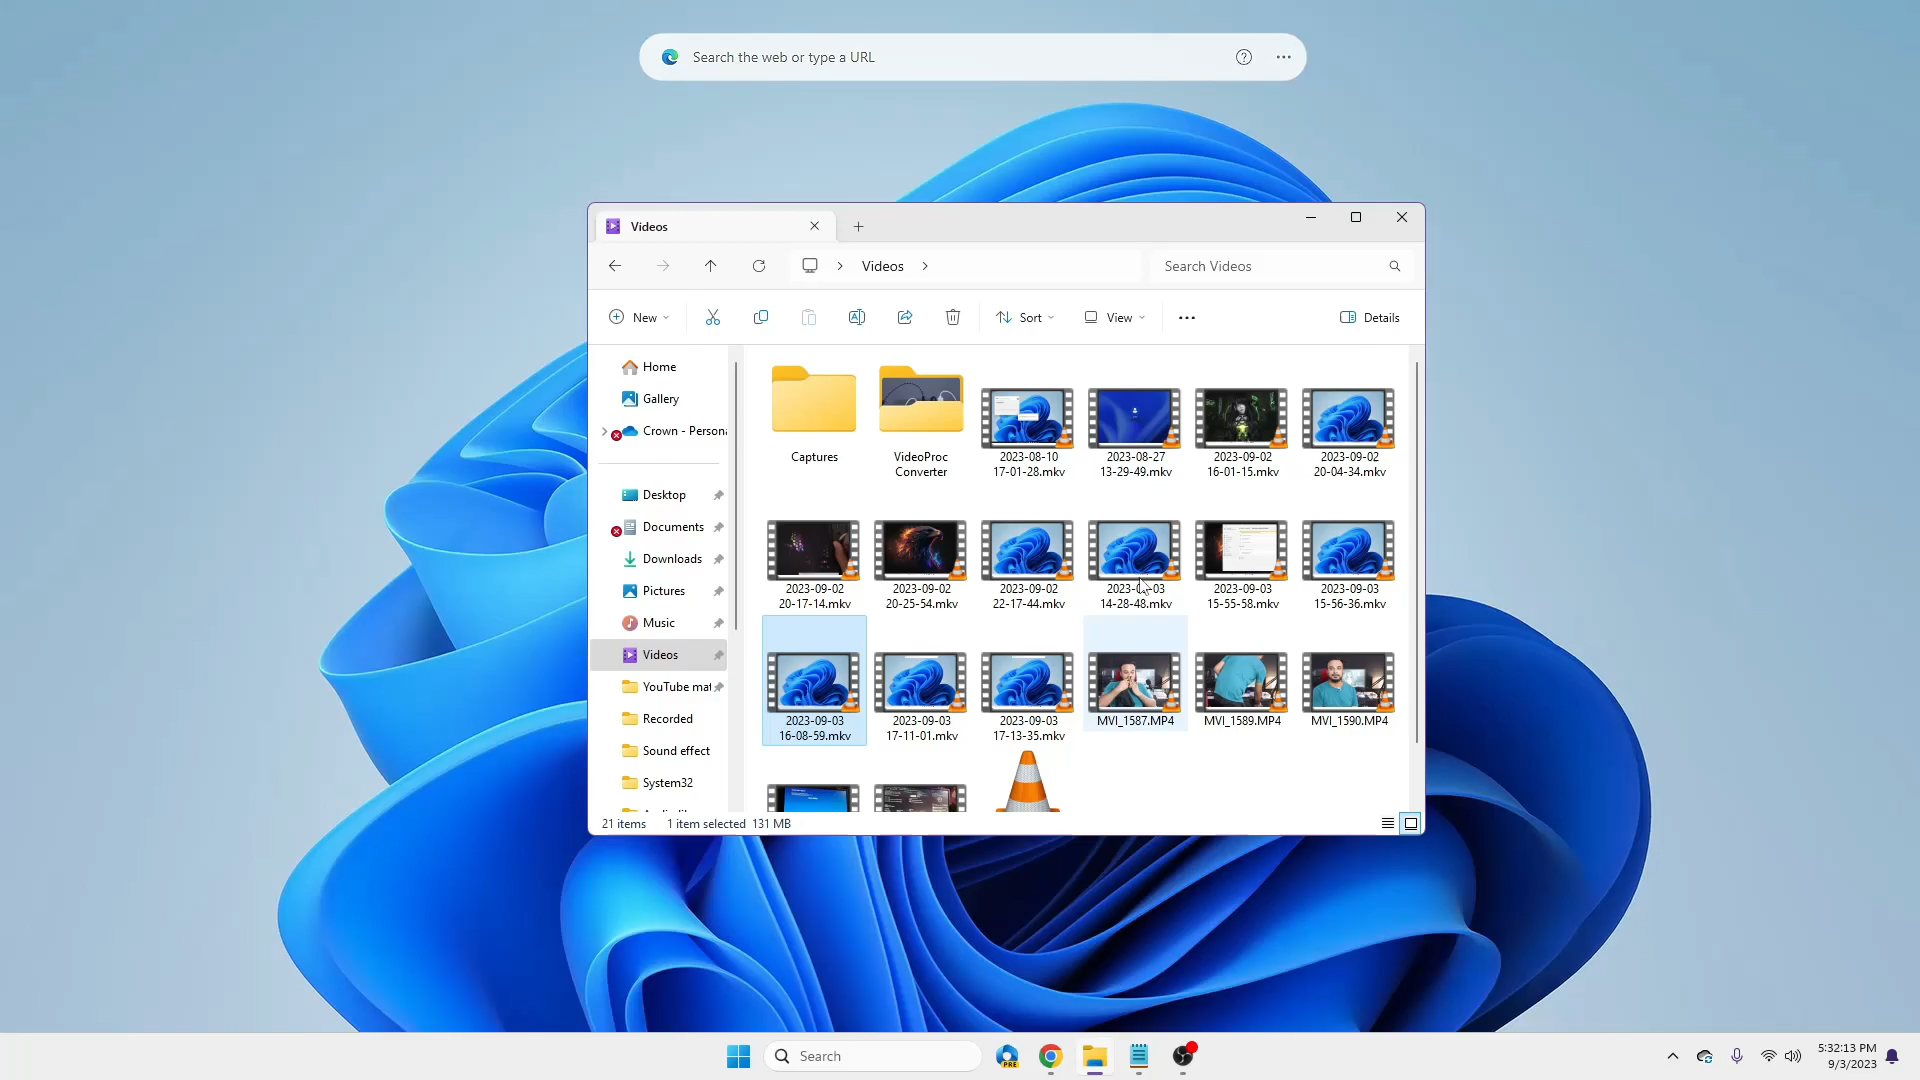 Search the web or type a URL
Videos
Videos
Search Videos
New
Sort
View
Details
Home
Gallery
Crown - Persona
Desktop
Documents
Downloads
Pictures
Music
Videos
YouTube mat
Recorded
Sound effect
System32
Captures
VideoProc
Converter
2023-08-10
17-01-28.mkv
2023-08-27
13-29-49.mkv
2023-09-02
16-01-15.mkv
2023-09-02
20-04-34.mkv
2023-09-02
20-17-14.mkv
2023-09-02
20-25-54.mkv
2023-09-02
22-17-44.mkv
14-28-48.mkv
2023-09-03
15-55-58.mkv
2023-09-03
15-56-36.mkv
2023-09-03
16-08-59.mkv
2023-09-03
17-11-01.mkv
2023-09-03
17-13-35.mkv
MVI_1587.MP4
MVI_1589.MP4
MVI_1590.MP4
21 items
1 item selected 131 MB
Search
PRE
5:32:13 PM
9/3/2023